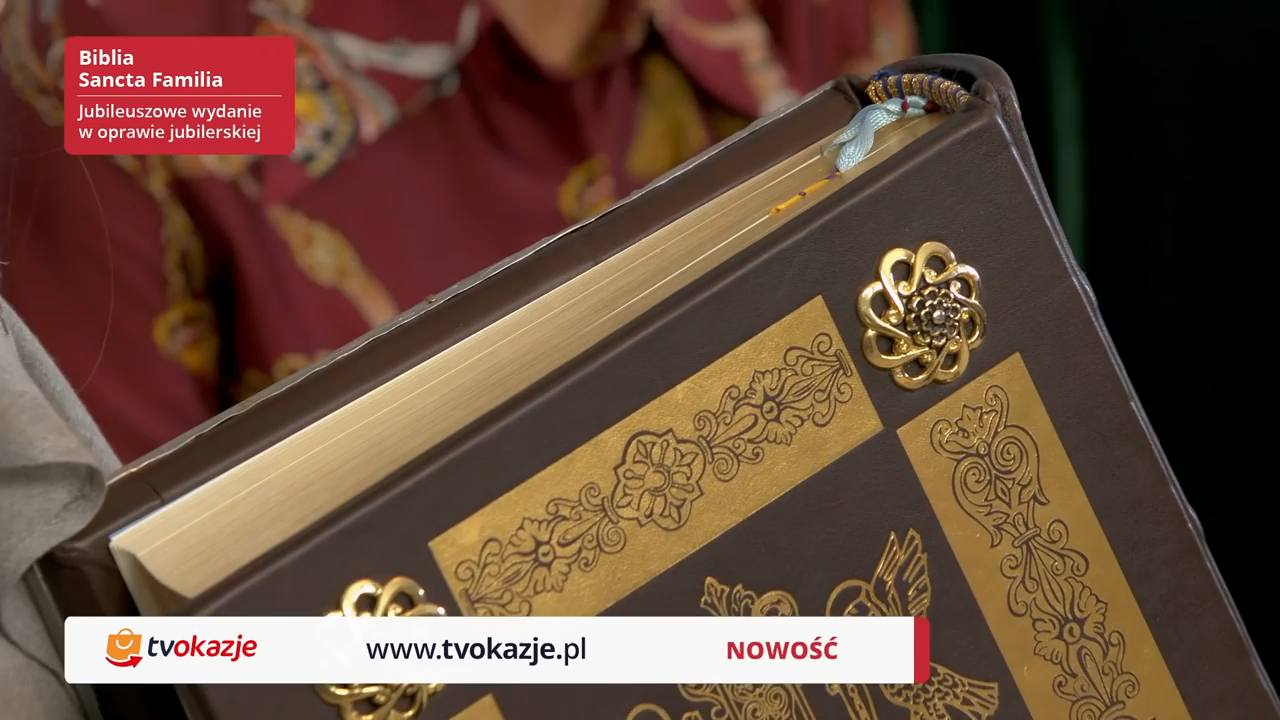 Biblia
Sancta Familia
Jubileuszowe wydanie
w oprawie jubilerskiej
tvokazje
www.tvokazje.pl
NOWOŚĆ